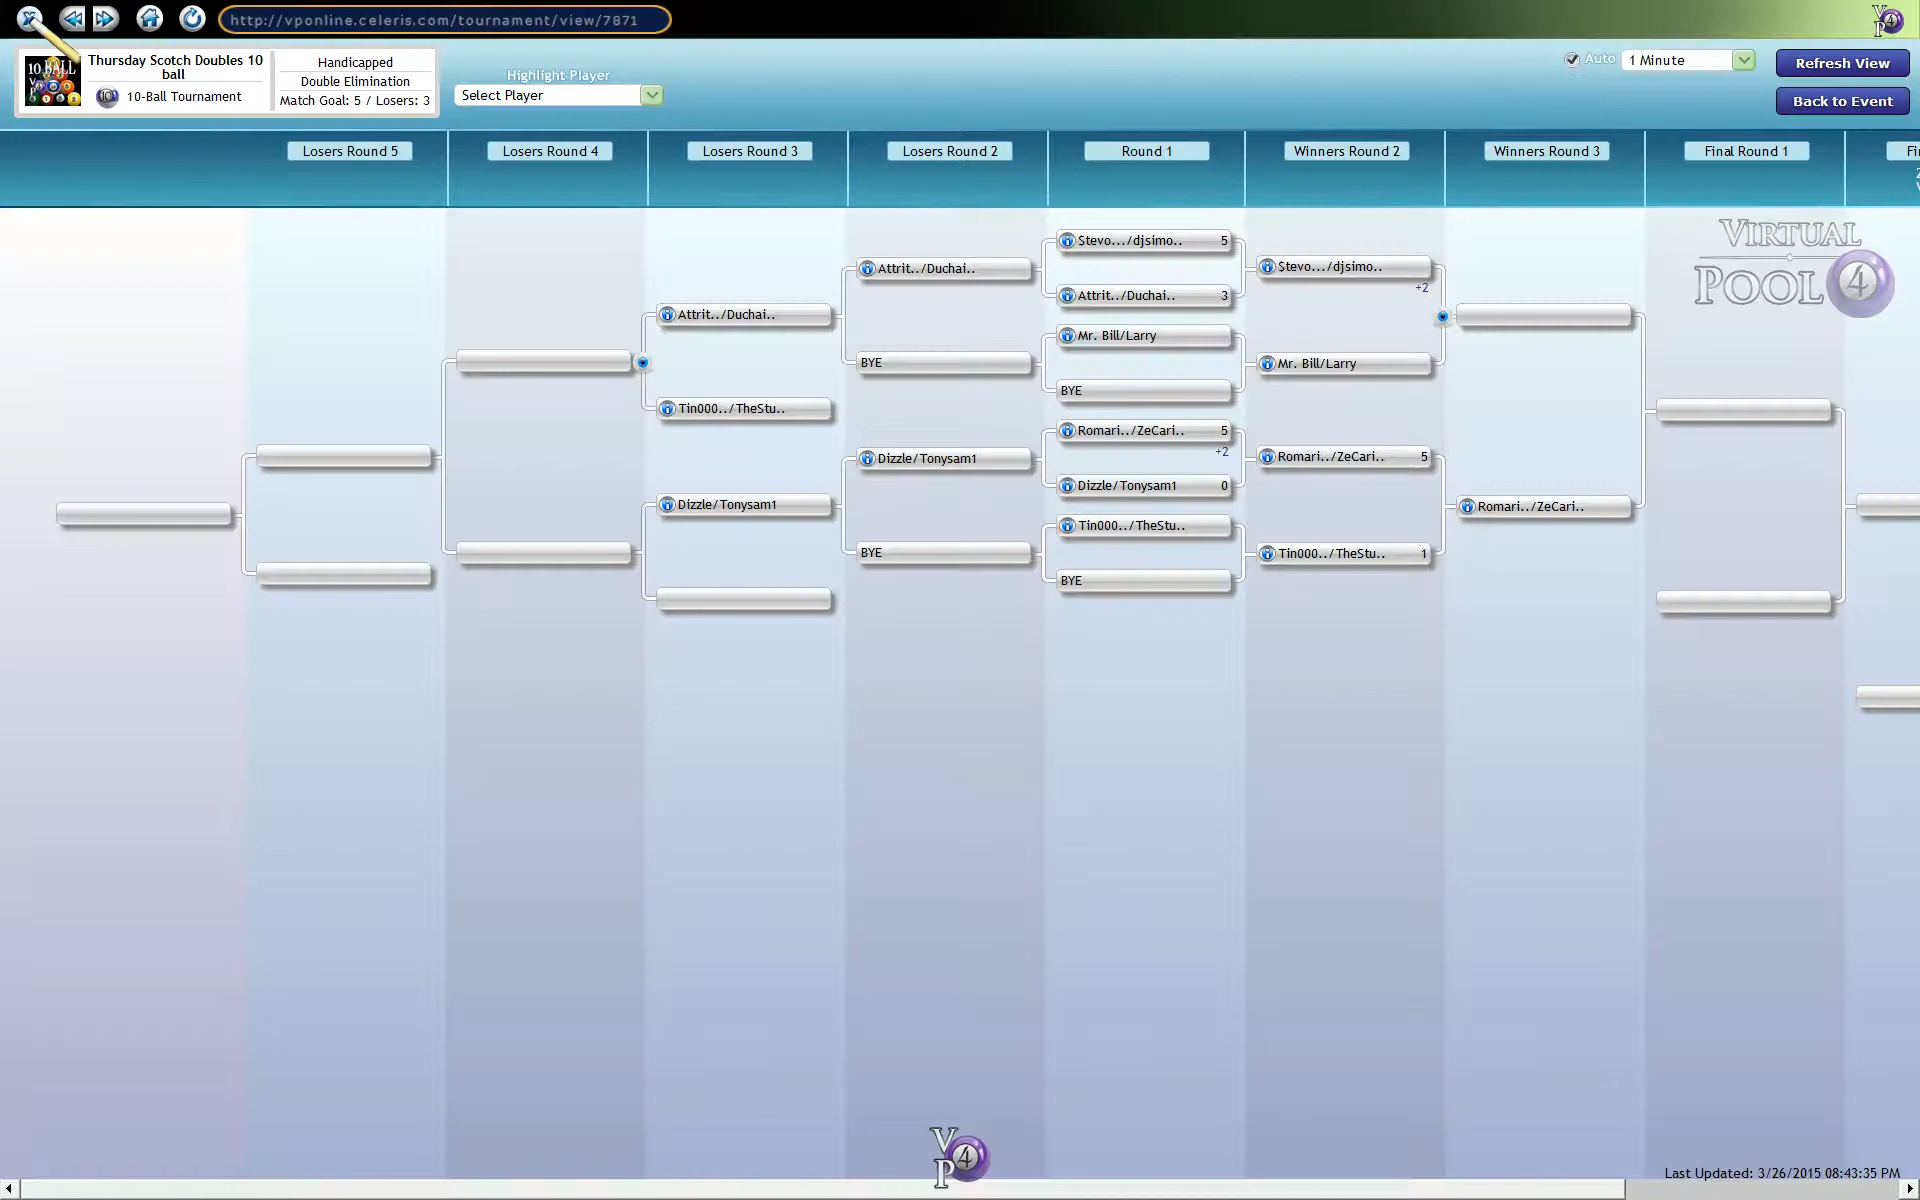 http://vponline.celeris.com/tournament/view/7871
V
P 4
10 BALL
Thursday Scotch Doubles 10
ball
10 10-Ball Tournament
Handicapped
Double Elimination
Match Goal: 5 / Losers: 3
Highlight Player
Select Player
Auto
1 Minute
Refresh View
Back to Event
Losers Round 5
Losers Round 4
Losers Round 3
Losers Round 2
Round 1
Winners Round 2
Winners Round 3
Final Round 1
VIRTUAL
POOL 4
Stevo.../djsimo.. 5
Attrit../Duchai.. 3
Mr. Bill/Larry
BYE
Romari../ZeCari.. 5
+2
Dizzle/Tonysam1 0
Tin000../TheStu..
BYE
Attrit../Duchai..
BYE
Dizzle/Tonysam1
BYE
Attrit../Duchai..
Tin000../TheStu..
Dizzle/Tonysam1
Stevo.../djsimo..
+2
Mr. Bill/Larry
Romari../ZeCari.. 5
Tin000../TheStu.. 1
Romari../ZeCari..
V
P 4
Last Updated: 3/26/2015 08:43:35 PM